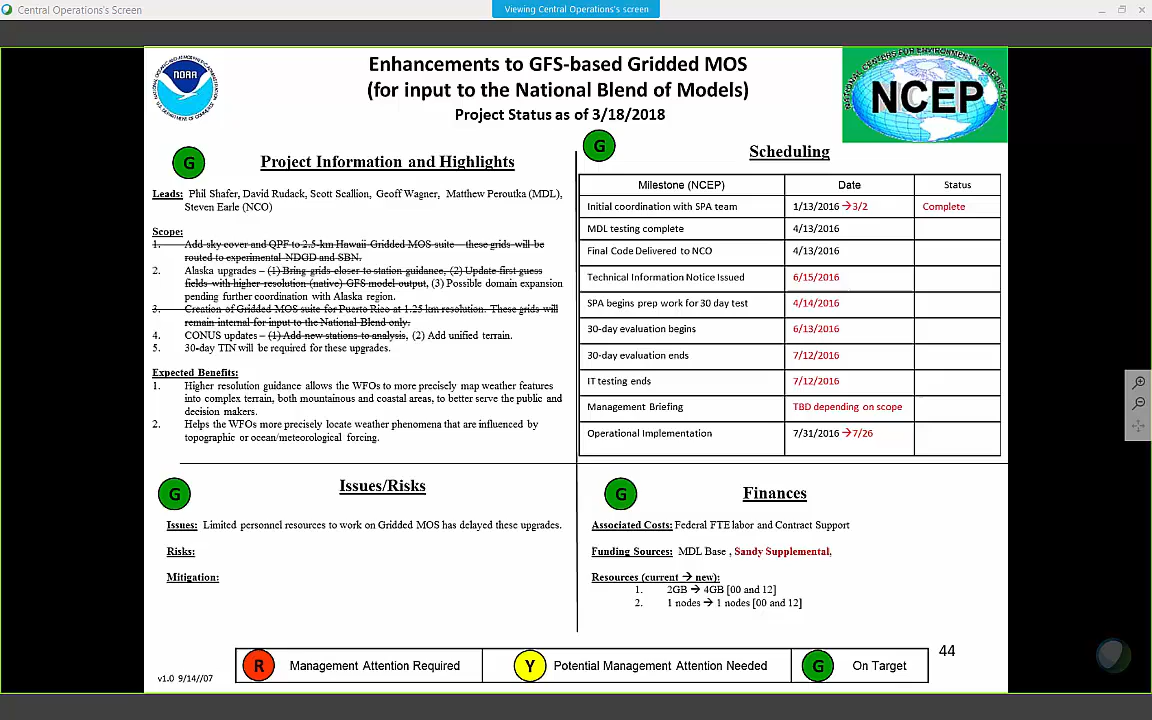 Central Operations's Screen
Viewing Central Operations's screen
NOAA
Enhancements to GFS-based Gridded MOS
(for input to the National Blend of Models)
Project Status as of 3/18/2018
NATIONAL CENTERS FOR ENVIRONMENTAL PREDICTION
NCEP
G
Project Information and Highlights
Leads: Phil Shafer, David Rudack, Scott Scallion, Geoff Wagner, Matthew Peroutka (MDL),
Steven Earle (NCO)
Scope:
1. Add sky cover and QPF to 2.5-km Hawaii Gridded MOS suite – these grids will be
routed to experimental NDGD and SBN.
2. Alaska upgrades – (1) Bring grids closer to station guidance, (2) Update first guess
fields with higher resolution (native) GFS model output, (3) Possible domain expansion
pending further coordination with Alaska region.
3. Creation of Gridded MOS suite for Puerto Rico at 1.25 km resolution. These grids will
remain internal for input to the National Blend only.
4. CONUS updates – (1) Add new stations to analysis, (2) Add unified terrain.
5. 30-day TIN will be required for these upgrades.
Expected Benefits:
1. Higher resolution guidance allows the WFOs to more precisely map weather features
into complex terrain, both mountainous and coastal areas, to better serve the public and
decision makers.
2. Helps the WFOs more precisely locate weather phenomena that are influenced by
topographic or ocean/meteorological forcing.
G
Scheduling
Milestone (NCEP) Date Status
Initial coordination with SPA team 1/13/2016 →3/2 Complete
MDL testing complete 4/13/2016
Final Code Delivered to NCO 4/13/2016
Technical Information Notice Issued 6/15/2016
SPA begins prep work for 30 day test 4/14/2016
30-day evaluation begins 6/13/2016
30-day evaluation ends 7/12/2016
IT testing ends 7/12/2016
Management Briefing TBD depending on scope
Operational Implementation 7/31/2016 →7/26
G
Issues/Risks
Issues: Limited personnel resources to work on Gridded MOS has delayed these upgrades.
Risks:
Mitigation:
G
Finances
Associated Costs: Federal FTE labor and Contract Support
Funding Sources: MDL Base , Sandy Supplemental,
Resources (current → new):
1. 2GB → 4GB [00 and 12]
2. 1 nodes → 1 nodes [00 and 12]
R Management Attention Required Y Potential Management Attention Needed G On Target
44
v1.0 9/14//07